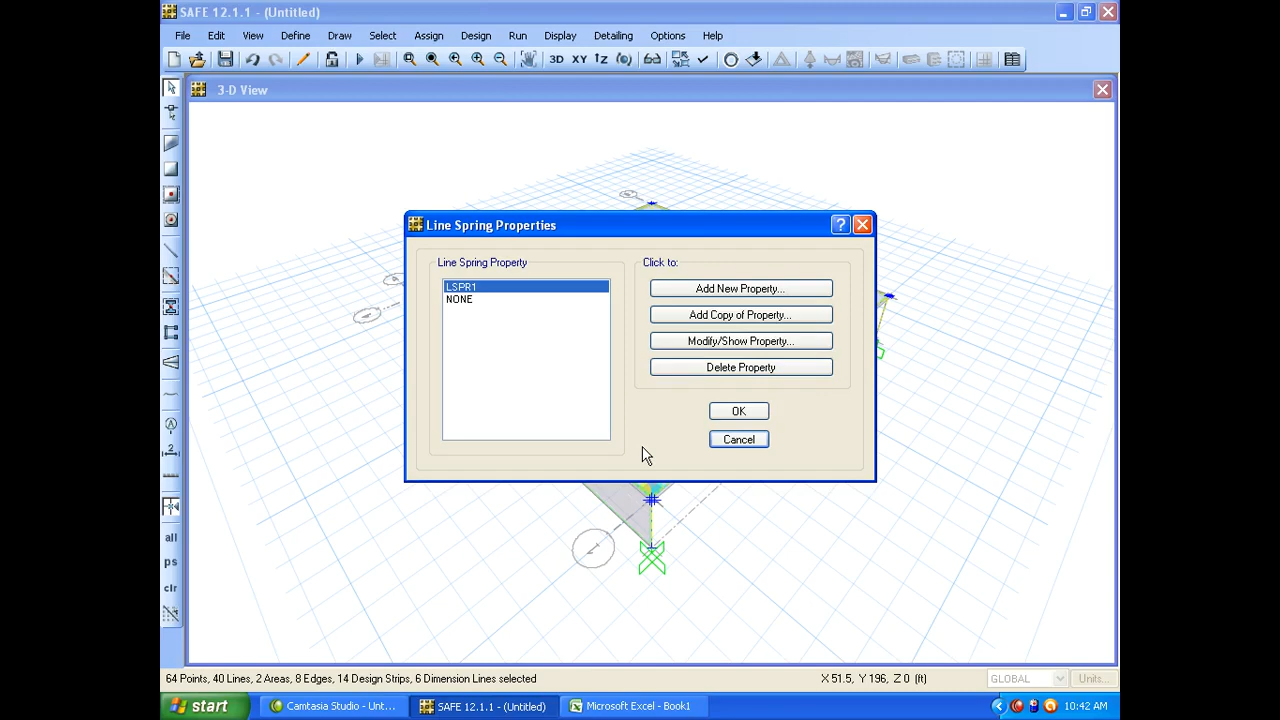 SAFE 12.1.1 - (Untitled)
File Edit View Define Draw Select Assign Design Run Display Detailing Options Help
3D XY
3-D View
Line Spring Properties
Line Spring Property
Click to:
LSPR1
NONE
Add New Property...
Add Copy of Property...
Modify/Show Property...
Delete Property
OK
Cancel
all
ps
clr
64 Points, 40 Lines, 2 Areas, 8 Edges, 14 Design Strips, 6 Dimension Lines selected
X 51.5, Y 196, Z 0 (ft)
GLOBAL
Units...
start
Camtasia Studio - Unt...
SAFE 12.1.1 - (Untitled)
Microsoft Excel - Book1
10:42 AM